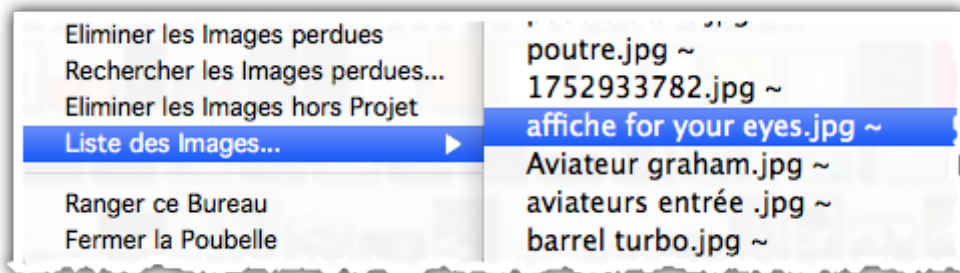 Eliminer les Images perdues
Rechercher les Images perdues...
Eliminer les Images hors Projet
Liste des Images...
Ranger ce Bureau
Fermer la Poubelle
poutre.jpg ~
1752933782.jpg ~
affiche for your eyes.jpg ~
Aviateur graham.jpg ~
aviateurs entrée .jpg ~
barrel turbo.jpg ~